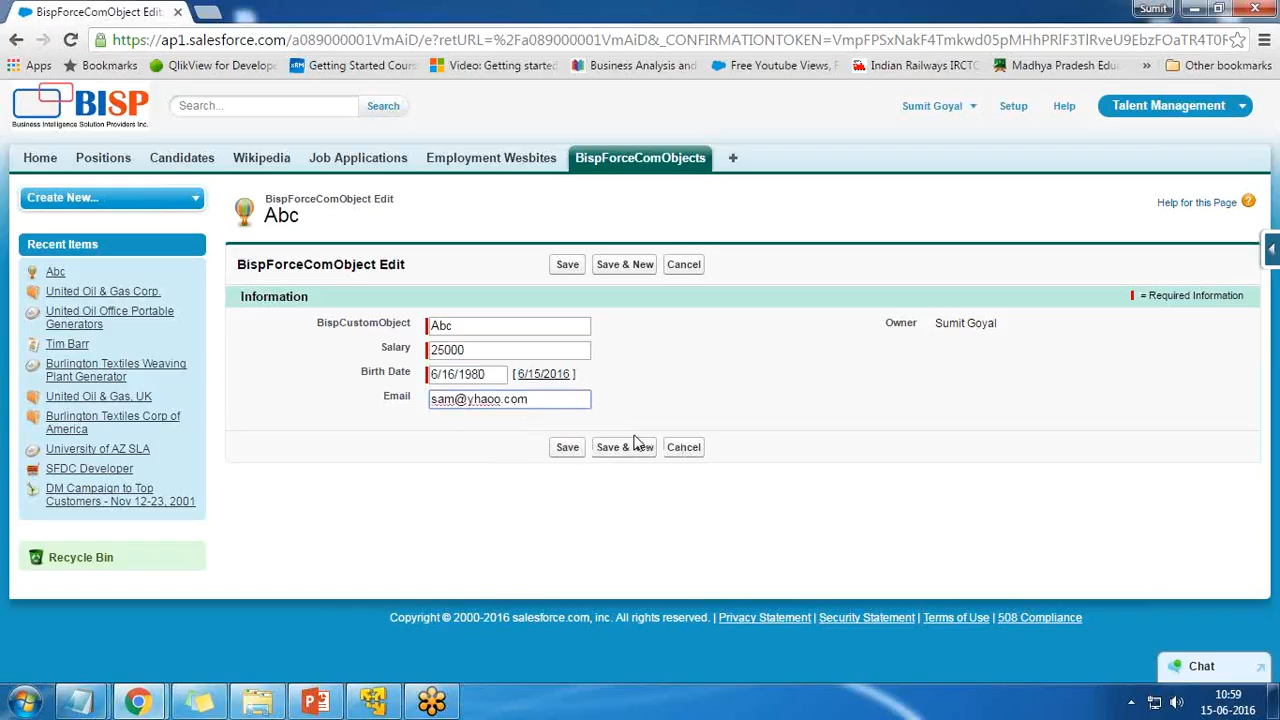 BispForceComObject Edit
Sumit
https://ap1.salesforce.com/a089000001VmAiD/e?retURL=%2Fa089000001VmAiD&_CONFIRMATIONTOKEN=
Apps
Bookmarks
QlikView for Develope
Getting Started Cour
Video: Getting starte
Business Analysis and
Free Youtube Views,
Indian Railways IRCTC
Madhya Pradesh Edu
»
Other bookmarks
BISP
Business Intelligence Solution Providers Inc.
Search...
Search
Sumit Goyal
Setup
Help
Talent Management
Home
Positions
Candidates
Wikipedia
Job Applications
Employment Wesbites
BispForceComObjects
+
Create New...
Recent Items
Abc
United Oil & Gas Corp.
United Oil Office Portable
Generators
Tim Barr
Burlington Textiles Weaving
Plant Generator
United Oil & Gas, UK
Burlington Textiles Corp of
America
University of AZ SLA
SFDC Developer
DM Campaign to Top
Customers - Nov 12-23, 2001
Recycle Bin
BispForceComObject Edit
Abc
Help for this Page
BispForceComObject Edit
Save
Save & New
Cancel
Information
= Required Information
BispCustomObject
Abc
Owner
Sumit Goyal
Salary
25000
Birth Date
6/16/1980
[ 6/15/2016 ]
Email
sam@yhaoo.com
Save
Save & New
Cancel
Copyright © 2000-2016 salesforce.com, inc. All rights reserved. | Privacy Statement | Security Statement | Terms of Use | 508 Compliance
Chat
10:59
15-06-2016